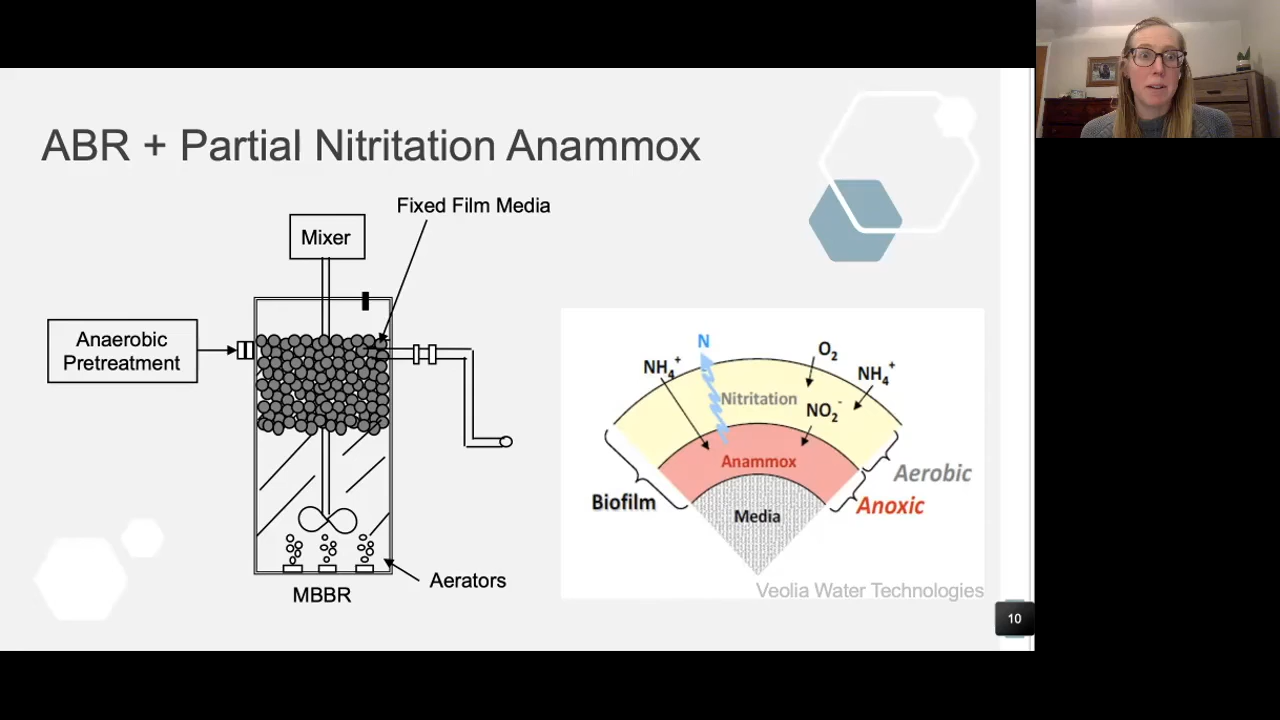 ABR + Partial Nitritation Anammox
Fixed Film Media
Mixer
Anaerobic
Pretreatment
Aerators
MBBR
N
O₂
NH₄⁺
NH₄⁺
Nitritation
NO₂⁻
Anammox
Aerobic
Biofilm
Anoxic
Media
Veolia Water Technologies
10